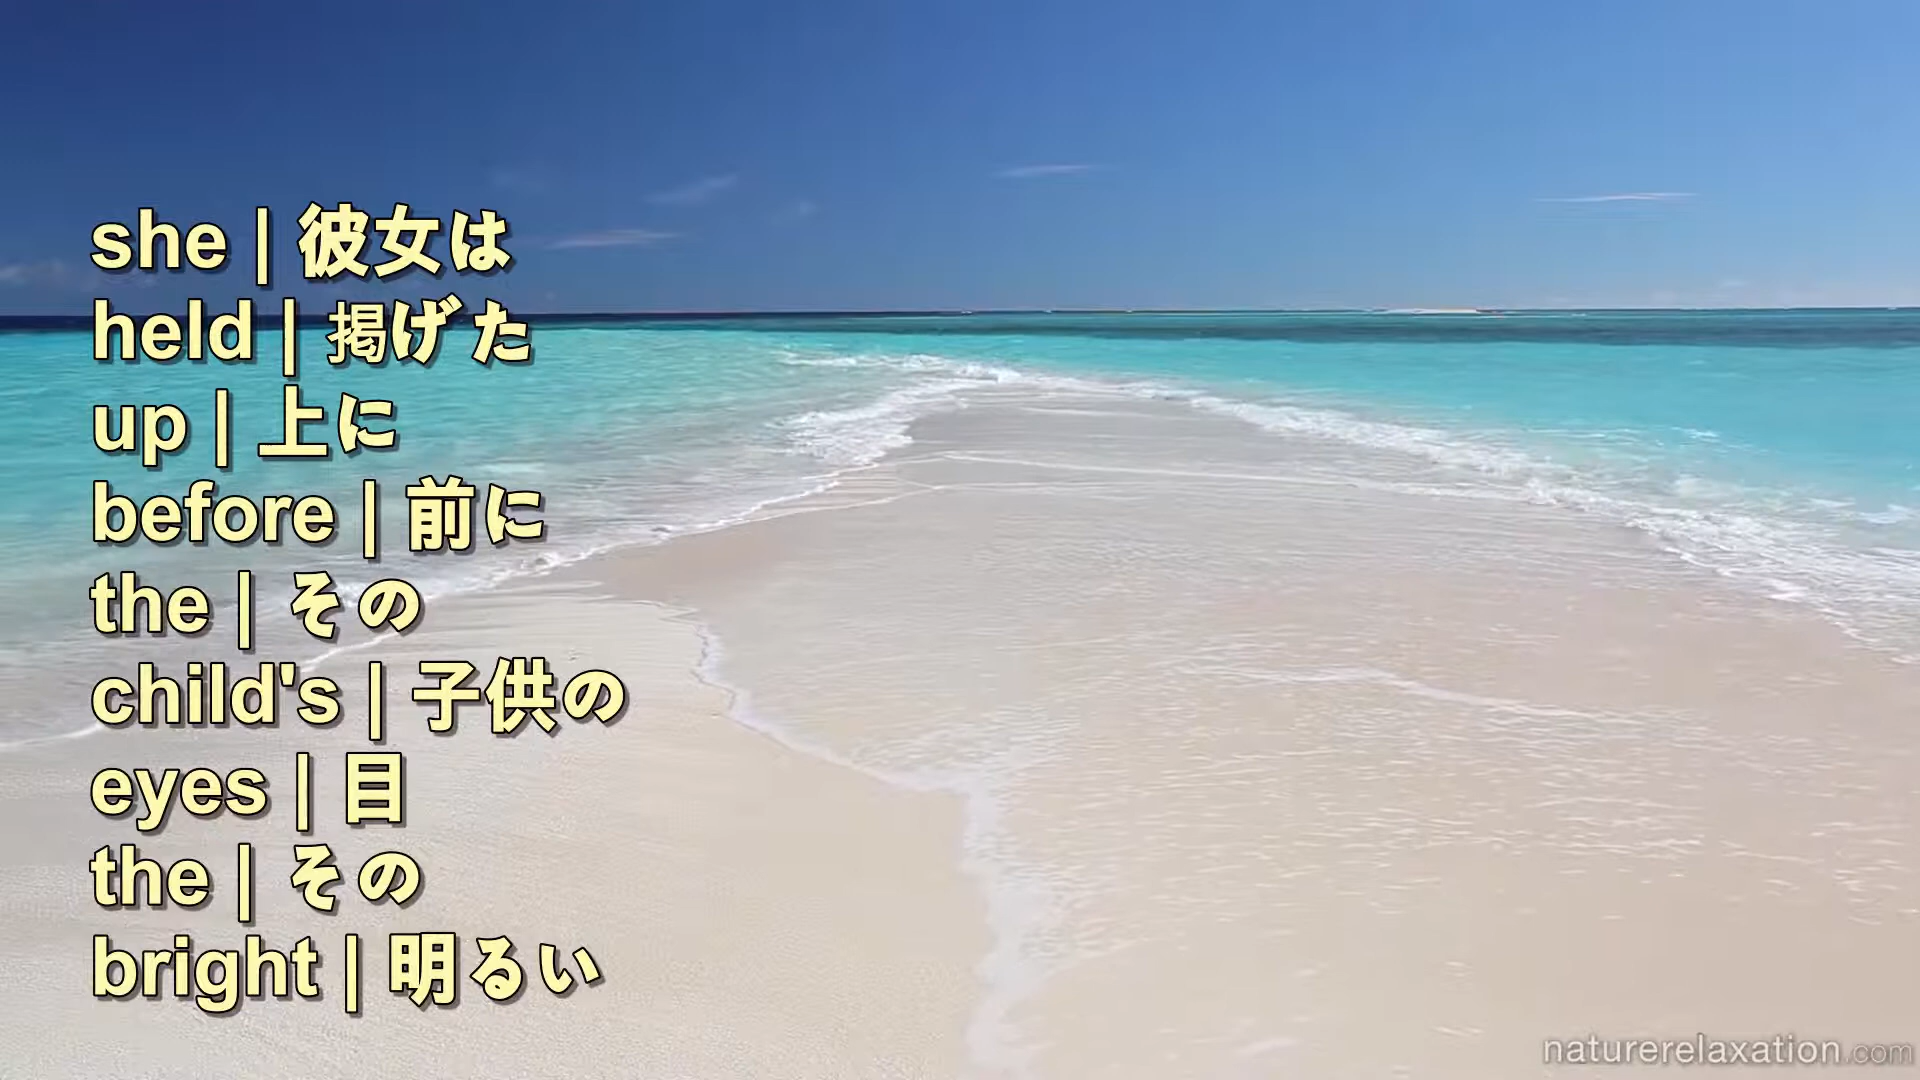 she | 彼女は
held | 掲げた
up | 上に
before | 前に
the | その
child's | 子供の
eyes | 目
the | その
bright | 明るい
naturerelaxation.com